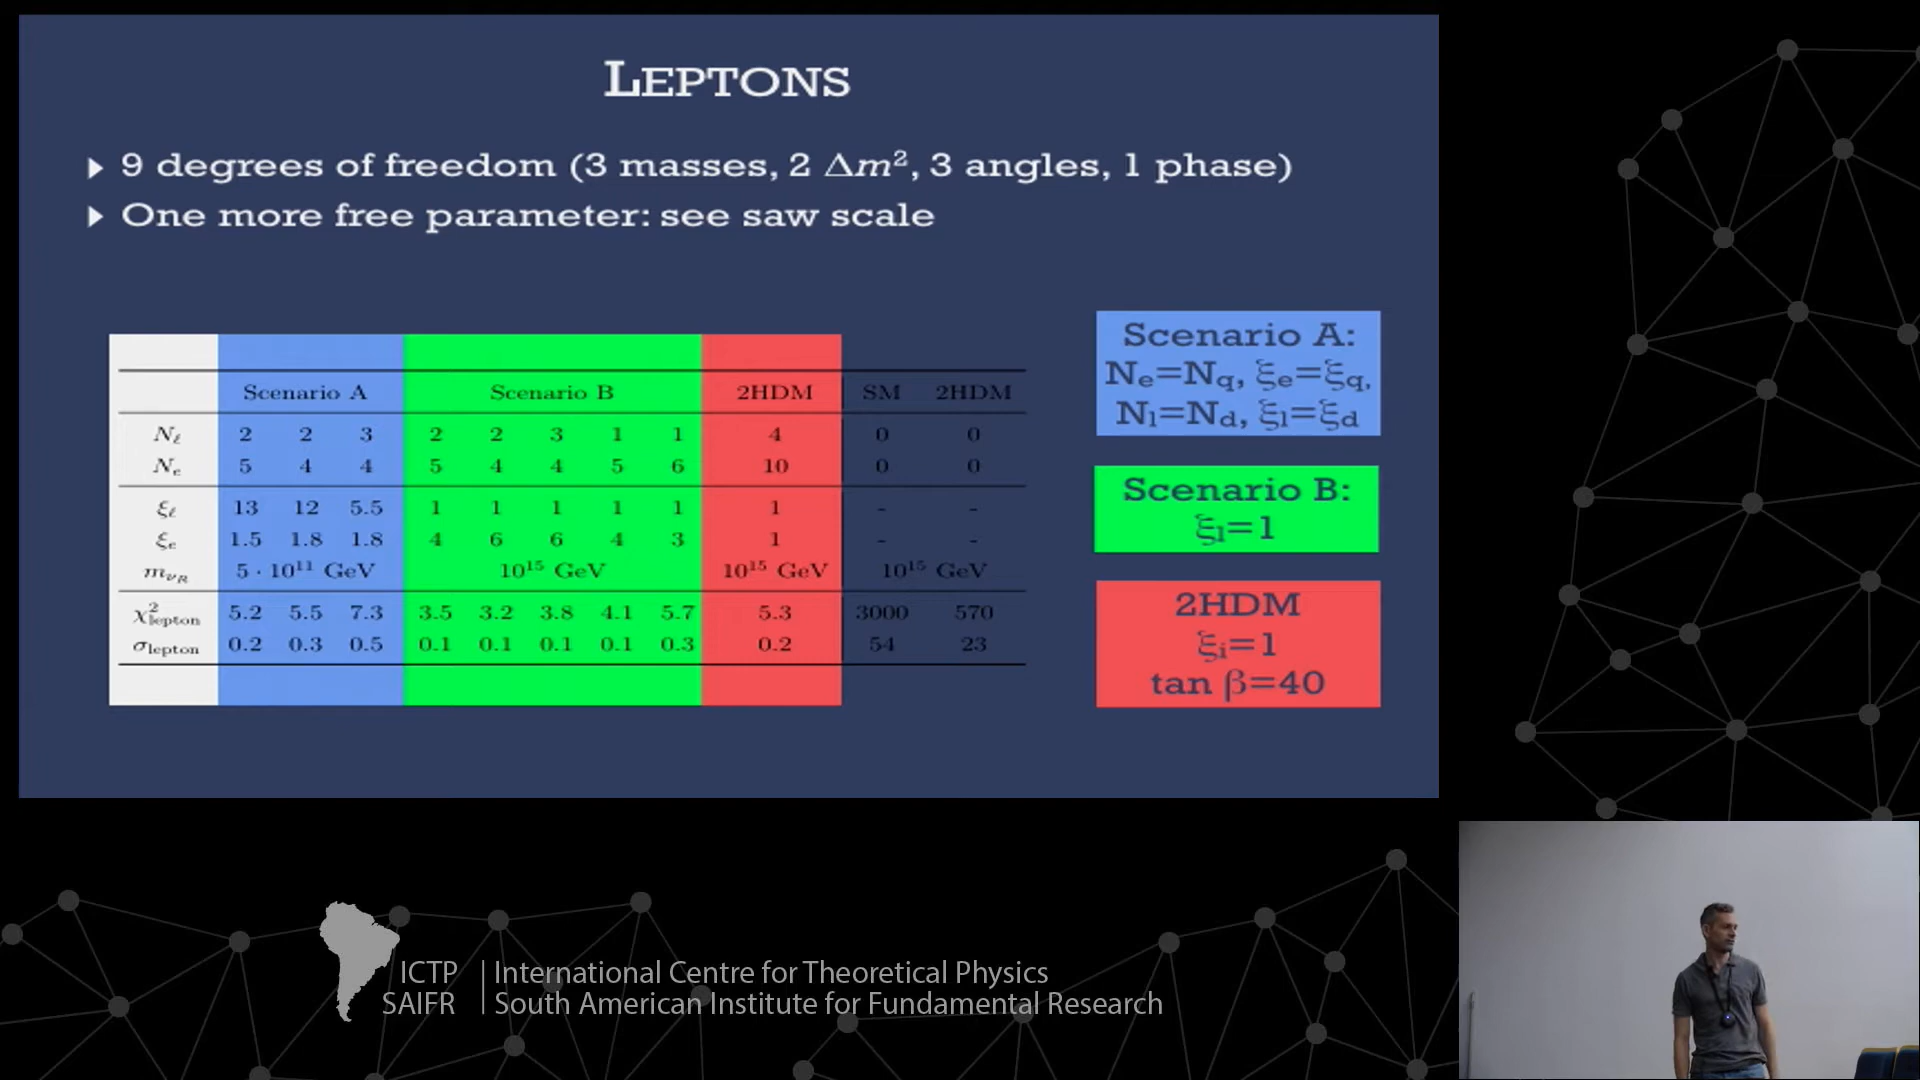 LEPTONS
9 degrees of freedom (3 masses, 2 Δm², 3 angles, 1 phase)
One more free parameter: see saw scale
Scenario A Scenario B 2HDM SM 2HDM
Nℓ 2 2 3 2 2 3 1 1 4 0 0
Ne 5 4 4 5 4 4 5 6 10 0 0
ξℓ 13 12 5.5 1 1 1 1 1 1 - -
ξe 1.5 1.8 1.8 4 6 6 4 3 1 - -
mνR 5 · 10¹¹ GeV 10¹⁵ GeV 10¹⁵ GeV 10¹⁵ GeV
χ²lepton 5.2 5.5 7.3 3.5 3.2 3.8 4.1 5.7 5.3 3000 570
σlepton 0.2 0.3 0.5 0.1 0.1 0.1 0.1 0.3 0.2 54 23
Scenario A:
Ne=Nq, ξe=ξq,
Nl=Nd, ξl=ξd
Scenario B:
ξl=1
2HDM
ξi=1
tan β=40
ICTP International Centre for Theoretical Physics
SAIFR South American Institute for Fundamental Research